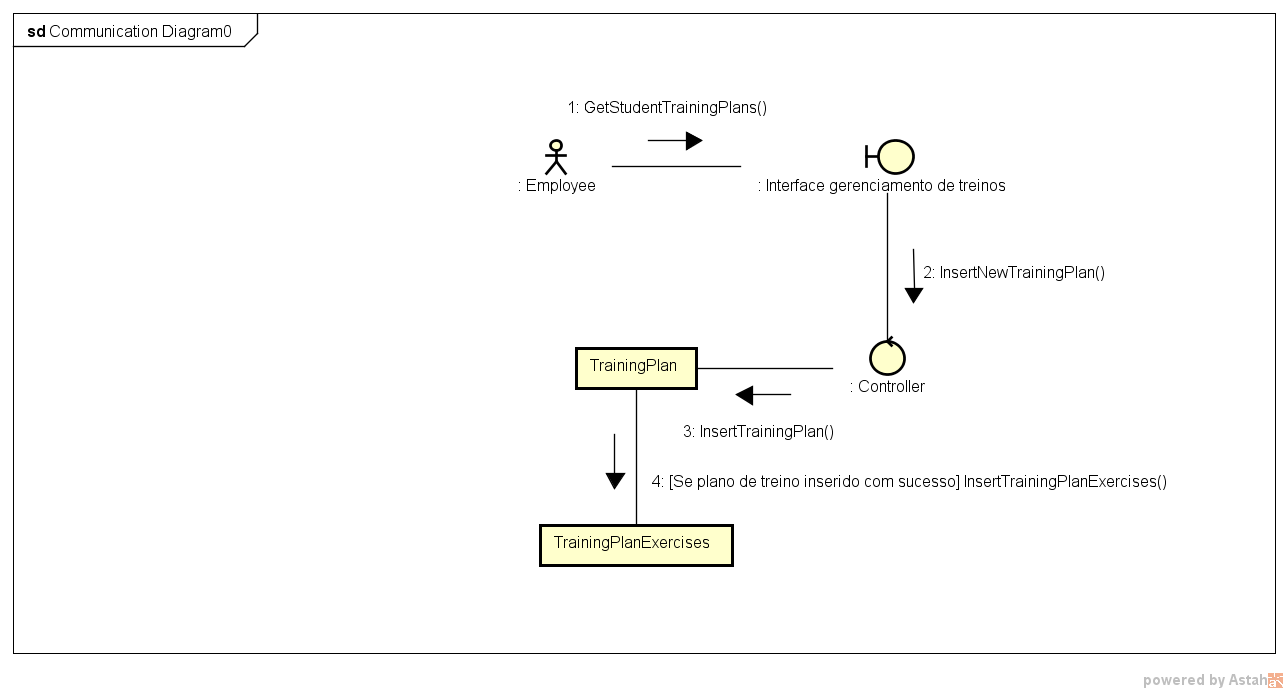 sd Communication Diagram0
1: GetStudentTrainingPlans()
: Employee
: Interface gerenciamento de treinos
2: InsertNewTrainingPlan()
TrainingPlan
: Controller
3: InsertTrainingPlan()
4: [Se plano de treino inserido com sucesso] InsertTrainingPlanExercises()
TrainingPlanExercises
powered by Astah